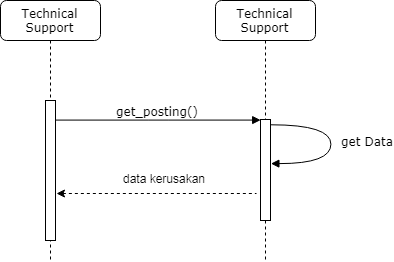 Technical
Support
Technical
Support
get_posting()
get Data
data kerusakan